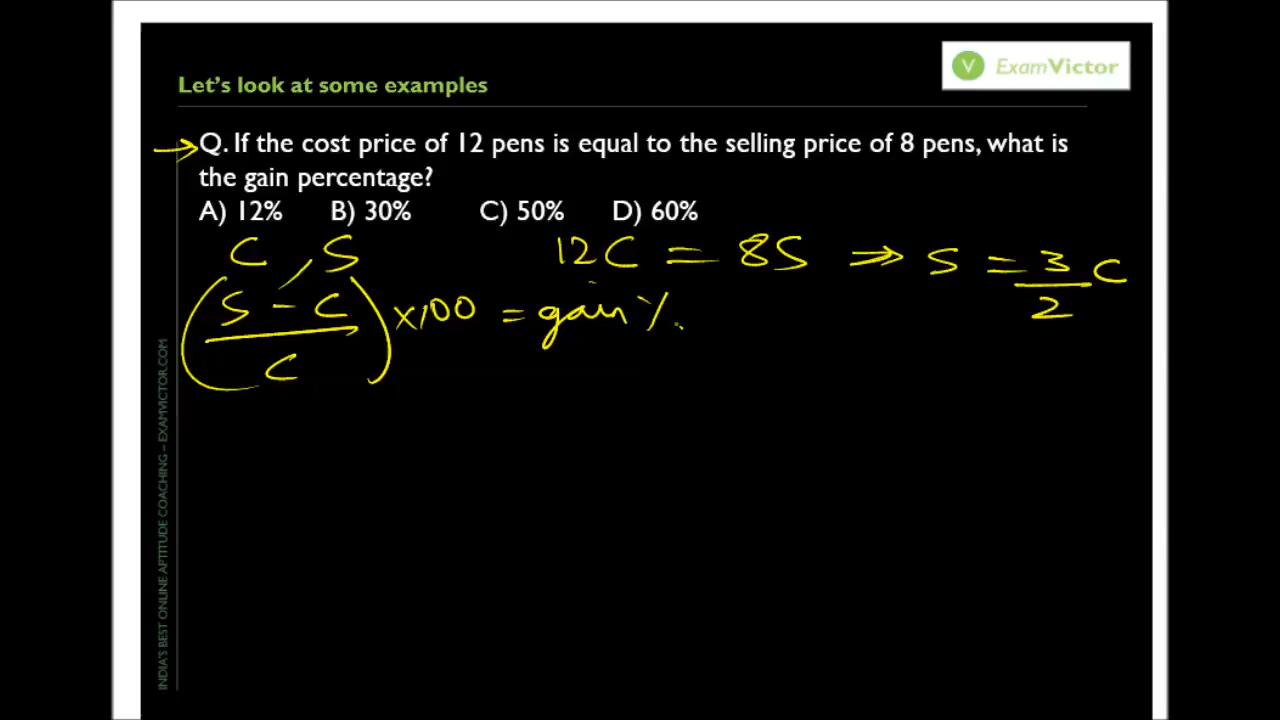 V ExamVictor
Let's look at some examples
Q. If the cost price of 12 pens is equal to the selling price of 8 pens, what is
the gain percentage?
A) 12% B) 30% C) 50% D) 60%
C , S 12C = 8S ⇒ S = 3/2 C
(S - C / C) x100 = gain %.
INDIA'S BEST ONLINE APTITUDE COACHING – EXAMVICTOR.COM